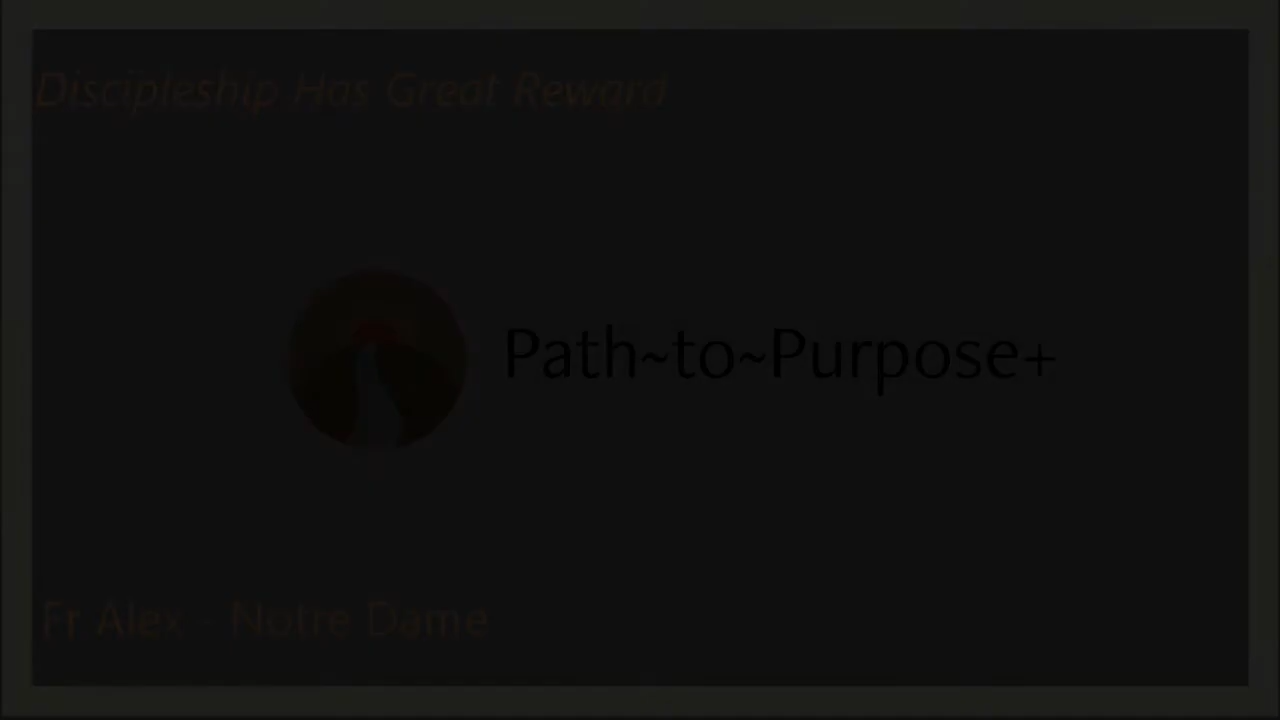 Discipleship Has Great Reward
Path~to~Purpose+
Fr Alex - Notre Dame